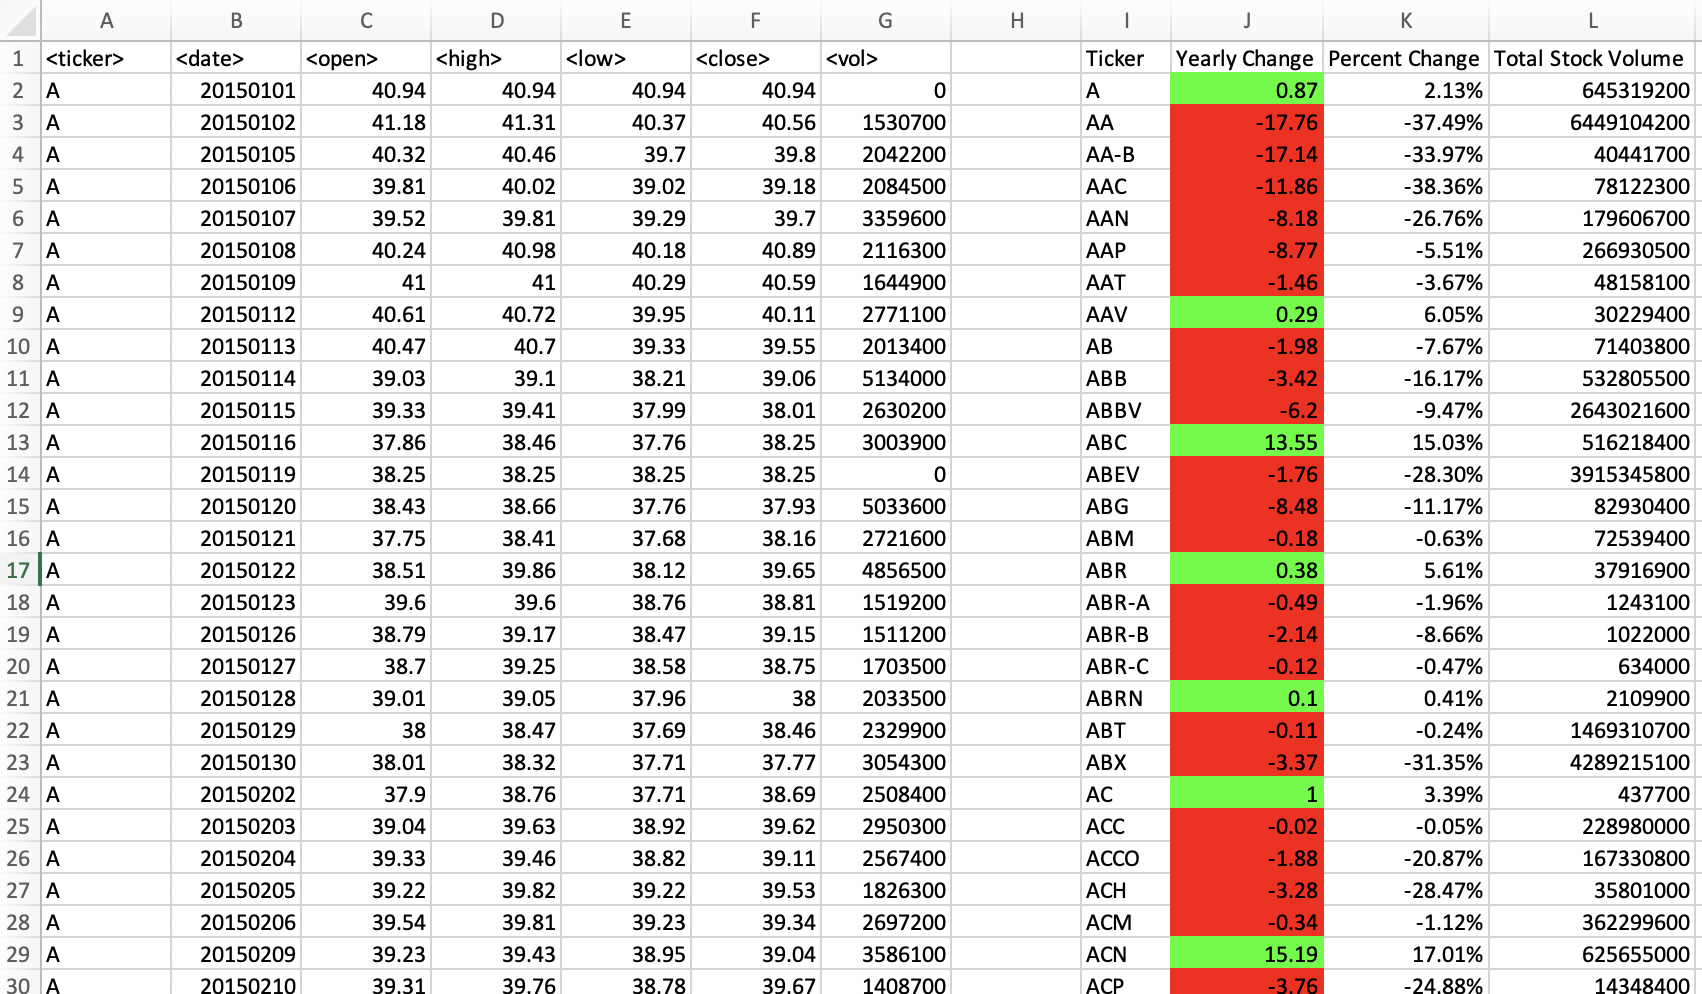 A B C D E F G H I J K L
1 <ticker> <date> <open> <high> <low> <close> <vol> Ticker Yearly Change Percent Change Total Stock Volume
2 A 20150101 40.94 40.94 40.94 40.94 0 A 0.87 2.13% 645319200
3 A 20150102 41.18 41.31 40.37 40.56 1530700 AA -17.76 -37.49% 6449104200
4 A 20150105 40.32 40.46 39.7 39.8 2042200 AA-B -17.14 -33.97% 40441700
5 A 20150106 39.81 40.02 39.02 39.18 2084500 AAC -11.86 -38.36% 78122300
6 A 20150107 39.52 39.81 39.29 39.7 3359600 AAN -8.18 -26.76% 179606700
7 A 20150108 40.24 40.98 40.18 40.89 2116300 AAP -8.77 -5.51% 266930500
8 A 20150109 41 41 40.29 40.59 1644900 AAT -1.46 -3.67% 48158100
9 A 20150112 40.61 40.72 39.95 40.11 2771100 AAV 0.29 6.05% 30229400
10 A 20150113 40.47 40.7 39.33 39.55 2013400 AB -1.98 -7.67% 71403800
11 A 20150114 39.03 39.1 38.21 39.06 5134000 ABB -3.42 -16.17% 532805500
12 A 20150115 39.33 39.41 37.99 38.01 2630200 ABBV -6.2 -9.47% 2643021600
13 A 20150116 37.86 38.46 37.76 38.25 3003900 ABC 13.55 15.03% 516218400
14 A 20150119 38.25 38.25 38.25 38.25 0 ABEV -1.76 -28.30% 3915345800
15 A 20150120 38.43 38.66 37.76 37.93 5033600 ABG -8.48 -11.17% 82930400
16 A 20150121 37.75 38.41 37.68 38.16 2721600 ABM -0.18 -0.63% 72539400
17 A 20150122 38.51 39.86 38.12 39.65 4856500 ABR 0.38 5.61% 37916900
18 A 20150123 39.6 39.6 38.76 38.81 1519200 ABR-A -0.49 -1.96% 1243100
19 A 20150126 38.79 39.17 38.47 39.15 1511200 ABR-B -2.14 -8.66% 1022000
20 A 20150127 38.7 39.25 38.58 38.75 1703500 ABR-C -0.12 -0.47% 634000
21 A 20150128 39.01 39.05 37.96 38 2033500 ABRN 0.1 0.41% 2109900
22 A 20150129 38 38.47 37.69 38.46 2329900 ABT -0.11 -0.24% 1469310700
23 A 20150130 38.01 38.32 37.71 37.77 3054300 ABX -3.37 -31.35% 4289215100
24 A 20150202 37.9 38.76 37.71 38.69 2508400 AC 1 3.39% 437700
25 A 20150203 39.04 39.63 38.92 39.62 2950300 ACC -0.02 -0.05% 228980000
26 A 20150204 39.33 39.46 38.82 39.11 2567400 ACCO -1.88 -20.87% 167330800
27 A 20150205 39.22 39.82 39.22 39.53 1826300 ACH -3.28 -28.47% 35801000
28 A 20150206 39.54 39.81 39.23 39.34 2697200 ACM -0.34 -1.12% 362299600
29 A 20150209 39.23 39.43 38.95 39.04 3586100 ACN 15.19 17.01% 625655000
30 A 20150210 39.31 39.76 38.78 39.67 1408700 ACP -3.76 -24.88% 14348400